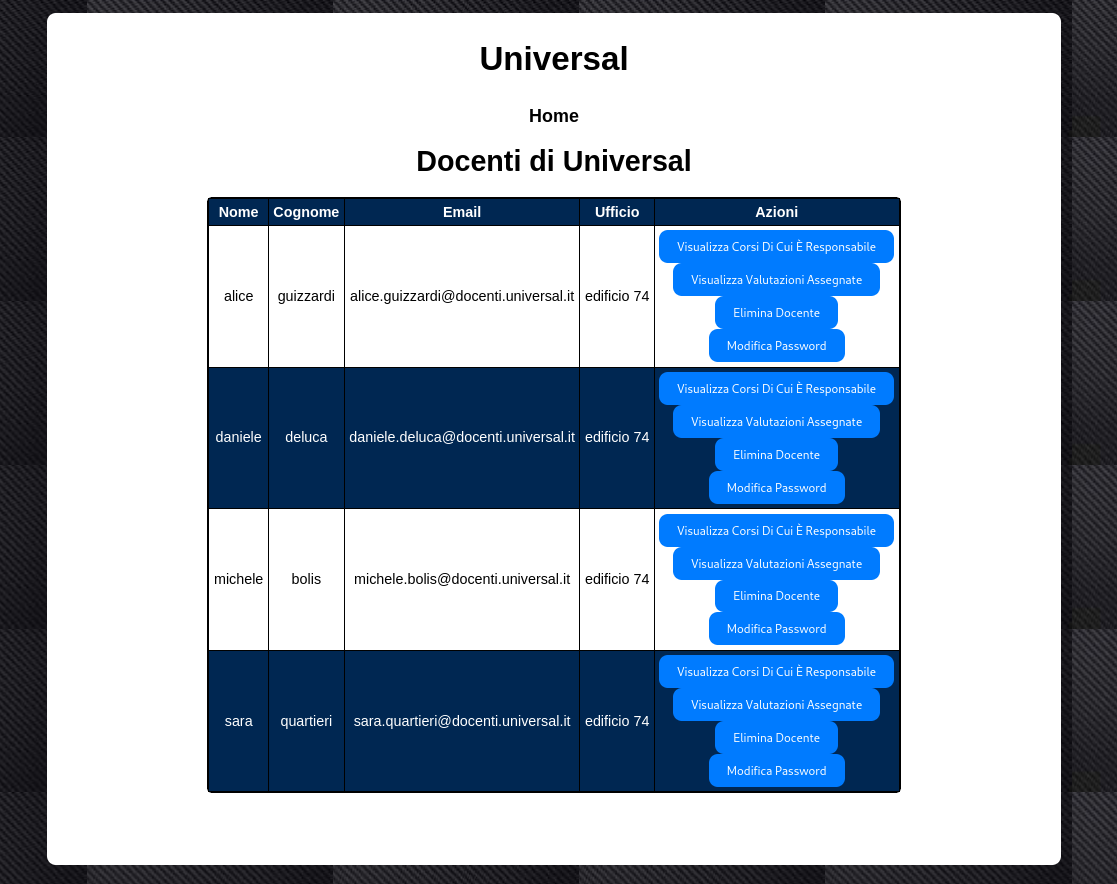 Universal
Home
Docenti di Universal
Nome Cognome Email Ufficio Azioni
alice guizzardi alice.guizzardi@docenti.universal.it edificio 74
Visualizza Corsi Di Cui È Responsabile
Visualizza Valutazioni Assegnate
Elimina Docente
Modifica Password
daniele deluca daniele.deluca@docenti.universal.it edificio 74
Visualizza Corsi Di Cui È Responsabile
Visualizza Valutazioni Assegnate
Elimina Docente
Modifica Password
michele bolis michele.bolis@docenti.universal.it edificio 74
Visualizza Corsi Di Cui È Responsabile
Visualizza Valutazioni Assegnate
Elimina Docente
Modifica Password
sara quartieri sara.quartieri@docenti.universal.it edificio 74
Visualizza Corsi Di Cui È Responsabile
Visualizza Valutazioni Assegnate
Elimina Docente
Modifica Password